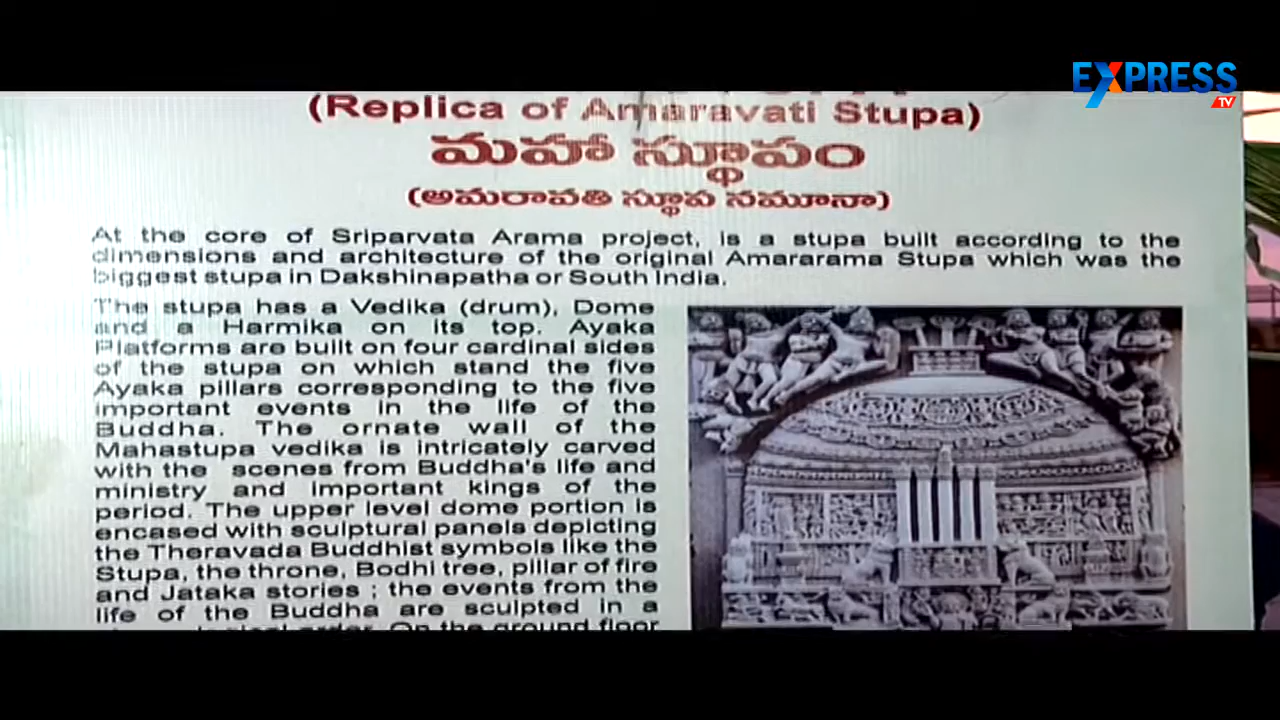 EXPRESS
TV
(Replica of Amaravati Stupa)
మహా స్థూపం
(అమరావతి స్థూప నమూనా)
At the core of Sriparvata Arama project, is a stupa built according to the
dimensions and architecture of the original Amararama Stupa which was the
biggest stupa in Dakshinapatha or South India.
The stupa has a Vedika (drum), Dome
and a Harmika on its top. Ayaka
Platforms are built on four cardinal sides
of the stupa on which stand the five
Ayaka pillars corresponding to the five
important events in the life of the
Buddha. The ornate wall of the
Mahastupa vedika is intricately carved
with the scenes from Buddha's life and
ministry and important kings of the
period. The upper level dome portion is
encased with sculptural panels depicting
the Theravada Buddhist symbols like the
Stupa, the throne, Bodhi tree, pillar of fire
and Jataka stories ; the events from the
life of the Buddha are sculpted in a
order. On the ground floor